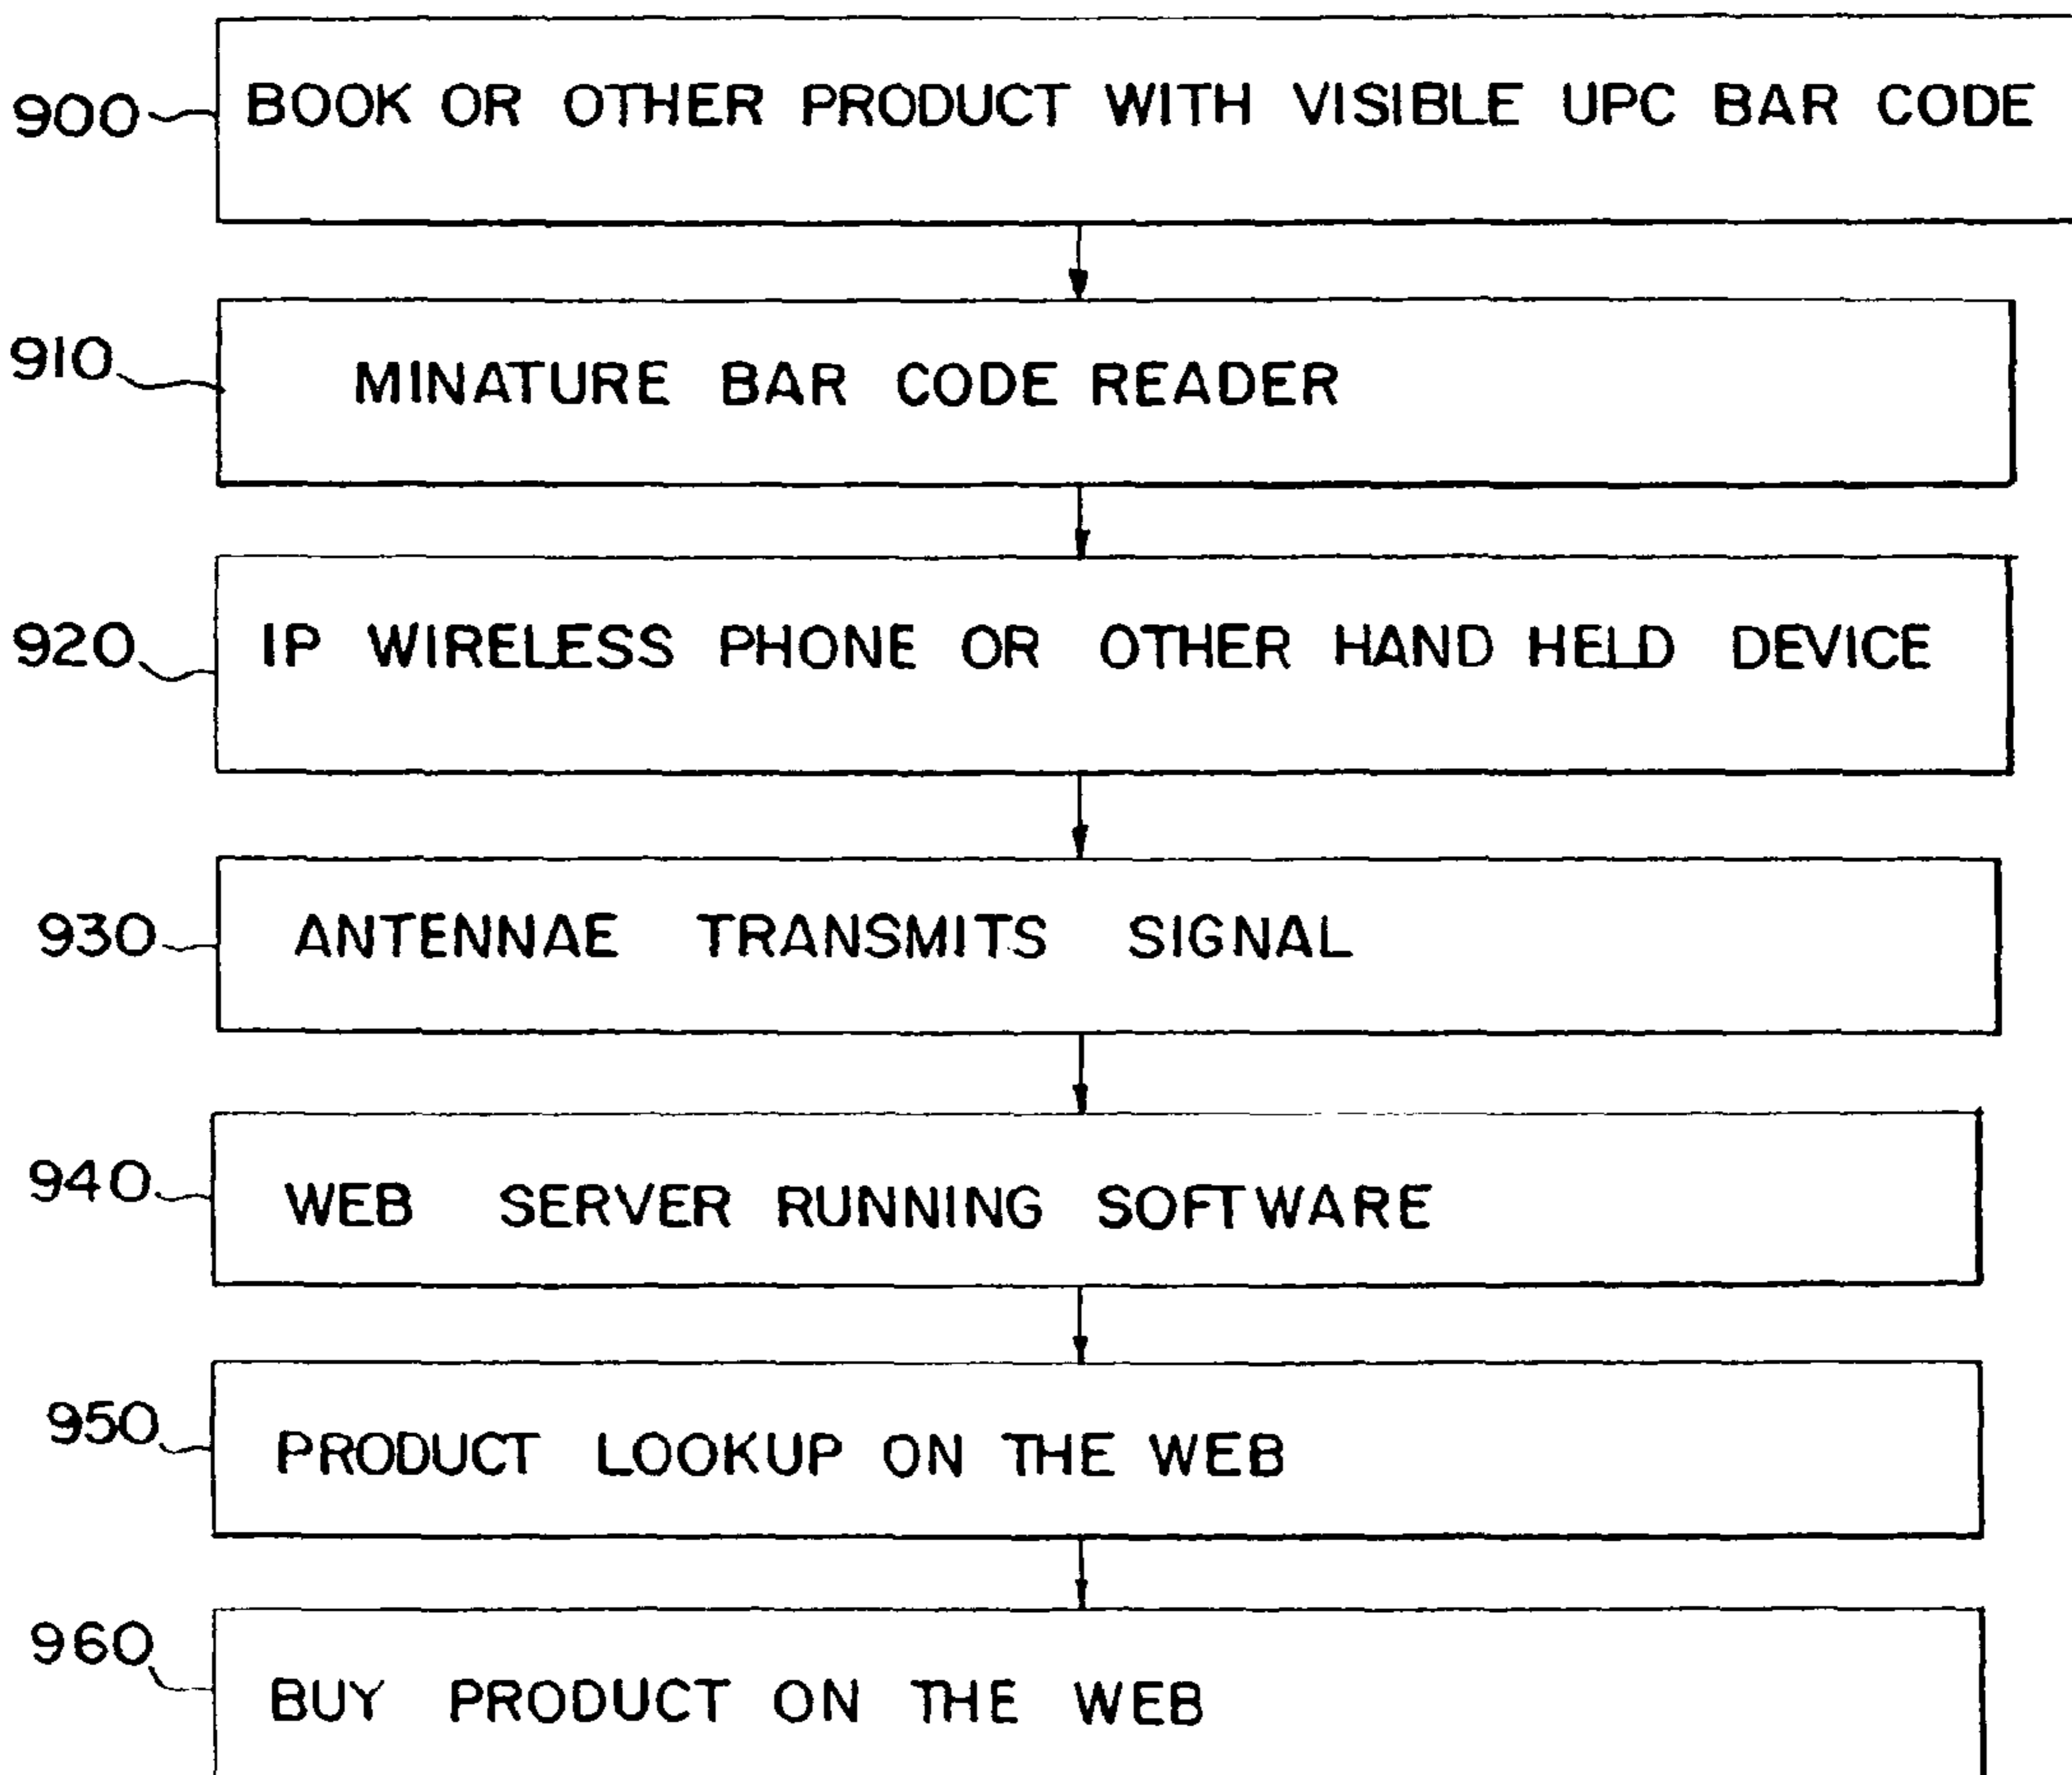 900 BOOK OR OTHER PRODUCT WITH VISIBLE UPC BAR CODE
910 MINATURE BAR CODE READER
920 IP WIRELESS PHONE OR OTHER HAND HELD DEVICE
930 ANTENNAE TRANSMITS SIGNAL
940 WEB SERVER RUNNING SOFTWARE
950 PRODUCT LOOKUP ON THE WEB
960 BUY PRODUCT ON THE WEB